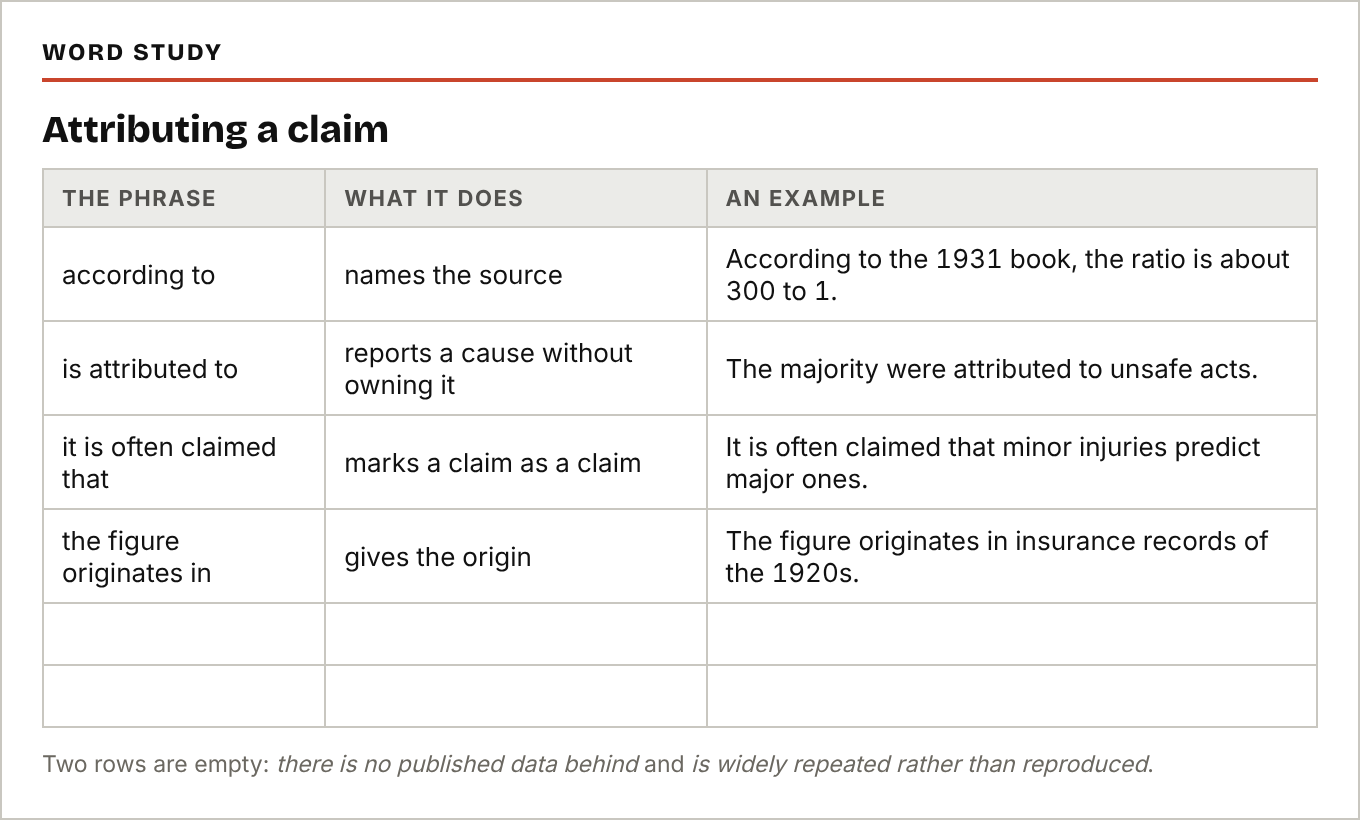 WORD STUDY
Attributing a claim
THE PHRASE
WHAT IT DOES
AN EXAMPLE
according to
names the source
According to the 1931 book, the ratio is about
300 to 1.
is attributed to
reports a cause without
owning it
The majority were attributed to unsafe acts.
it is often claimed
that
marks a claim as a claim
It is often claimed that minor injuries predict
major ones.
the figure
originates in
gives the origin
The figure originates in insurance records of
the 1920s.
Two rows are empty: there is no published data behind and is widely repeated rather than reproduced.